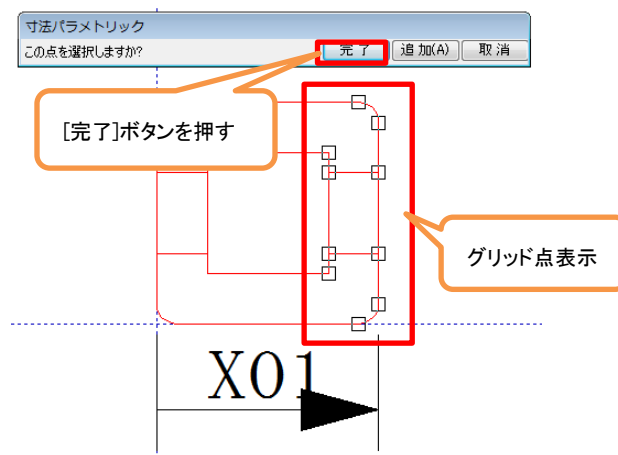 寸法パラメトリック
この点を選択しますか?
完 了
追 加(A)
取 消
[完了]ボタンを押す
グリッド点表示
X01